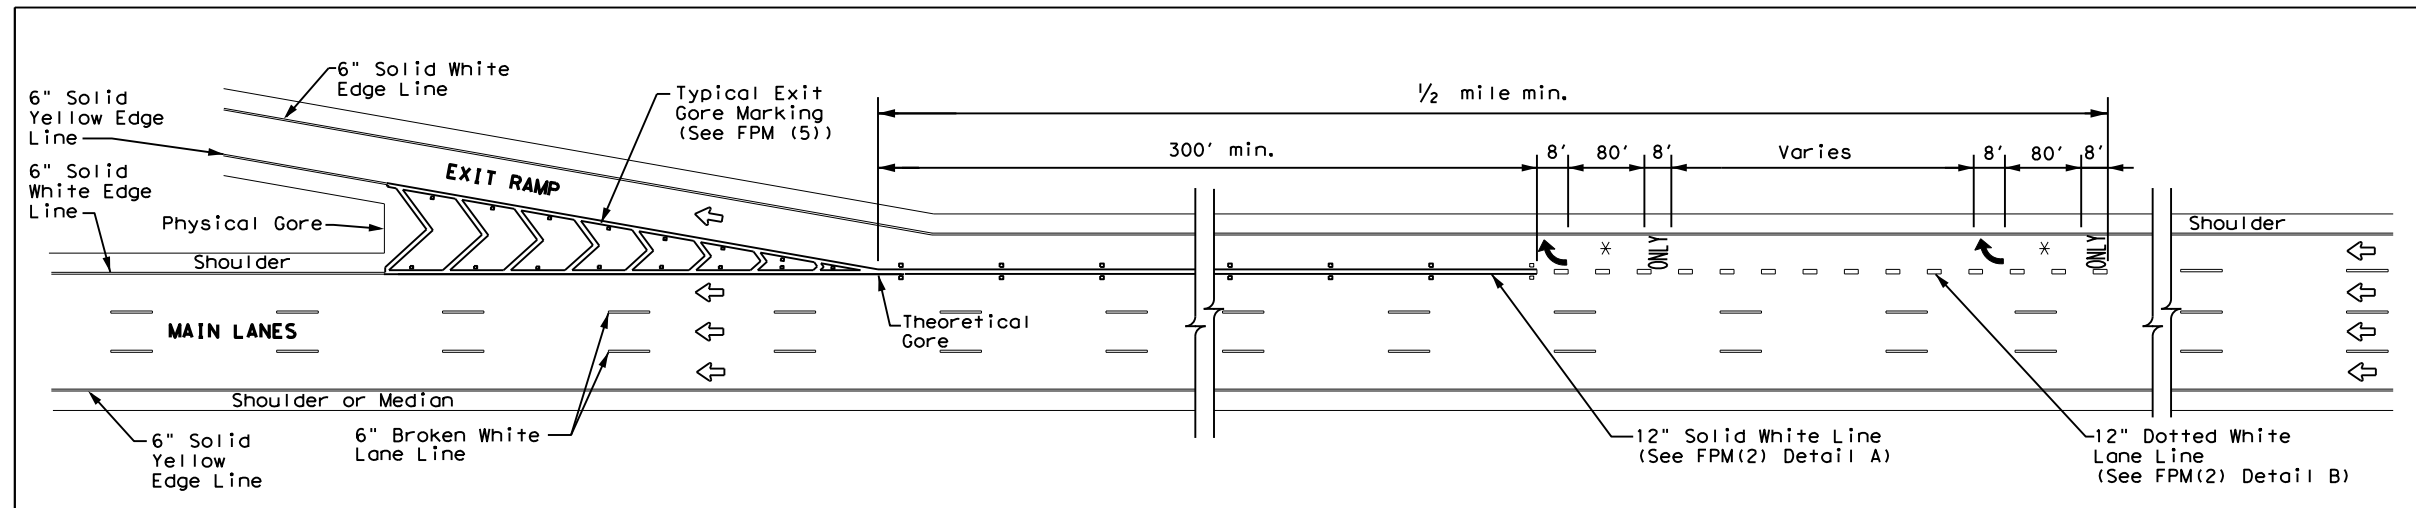 6" Solid White
Edge Line
6" Solid
Yellow Edge
Line
Typical Exit
Gore Marking
(See FPM (5))
½ mile min.
300' min.
8'
80'
8'
Varies
8'
80'
8'
6" Solid
White Edge
Line
EXIT RAMP
Physical Gore
Shoulder
Shoulder
*
ONLY
*
ONLY
MAIN LANES
Theoretical
Gore
Shoulder or Median
6" Solid
Yellow
Edge Line
6" Broken White
Lane Line
12" Solid White Line
(See FPM(2) Detail A)
12" Dotted White
Lane Line
(See FPM(2) Detail B)